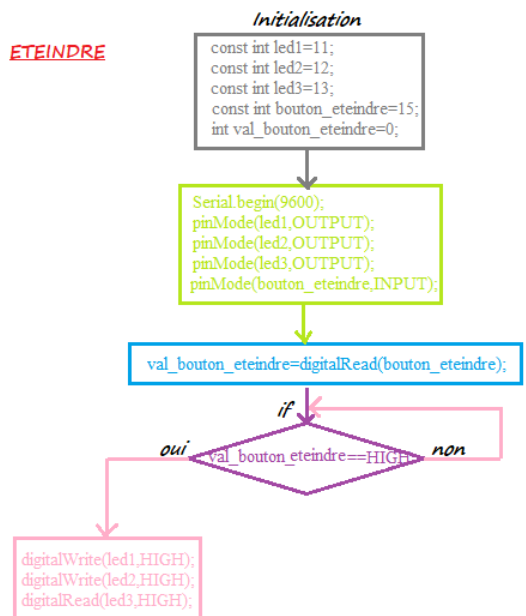 Initialisation
ETEINDRE
const int led1=11;
const int led2=12;
const int led3=13;
const int bouton_eteindre=15;
int val_bouton_eteindre=0;
Serial.begin(9600);
pinMode(led1,OUTPUT);
pinMode(led2,OUTPUT);
pinMode(led3,OUTPUT);
pinMode(bouton_eteindre,INPUT);
val_bouton_eteindre=digitalRead(bouton_eteindre);
if
oui
val_bouton_eteindre==HIGH
non
digitalWrite(led1,HIGH);
digitalWrite(led2,HIGH);
digitalRead(led3,HIGH);